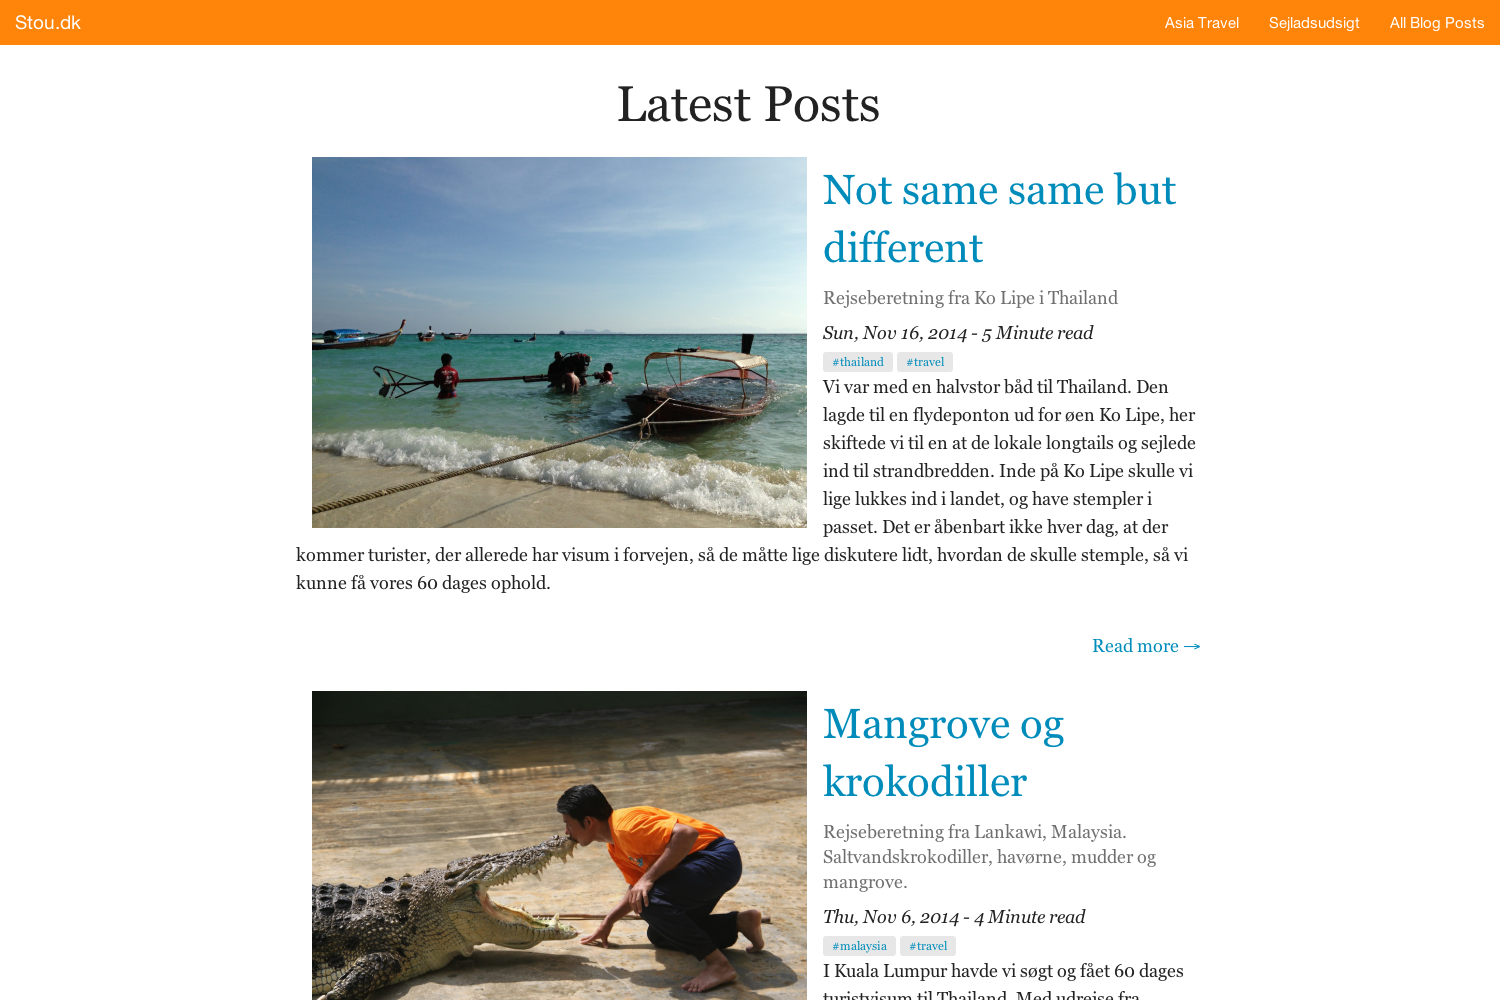 Stou.dk
Asia Travel Sejladsudsigt All Blog Posts
Latest Posts
Not same same but
different
Rejseberetning fra Ko Lipe i Thailand
Sun, Nov 16, 2014 - 5 Minute read
#thailand #travel
Vi var med en halvstor båd til Thailand. Den
lagde til en flydeponton ud for øen Ko Lipe, her
skiftede vi til en at de lokale longtails og sejlede
ind til strandbredden. Inde på Ko Lipe skulle vi
lige lukkes ind i landet, og have stempler i
passet. Det er åbenbart ikke hver dag, at der
kommer turister, der allerede har visum i forvejen, så de måtte lige diskutere lidt, hvordan de skulle stemple, så vi
kunne få vores 60 dages ophold.
Read more →
Mangrove og
krokodiller
Rejseberetning fra Lankawi, Malaysia.
Saltvandskrokodiller, havørne, mudder og
mangrove.
Thu, Nov 6, 2014 - 4 Minute read
#malaysia #travel
I Kuala Lumpur havde vi søgt og fået 60 dages
turistvisum til Thailand. Med udrejse fra